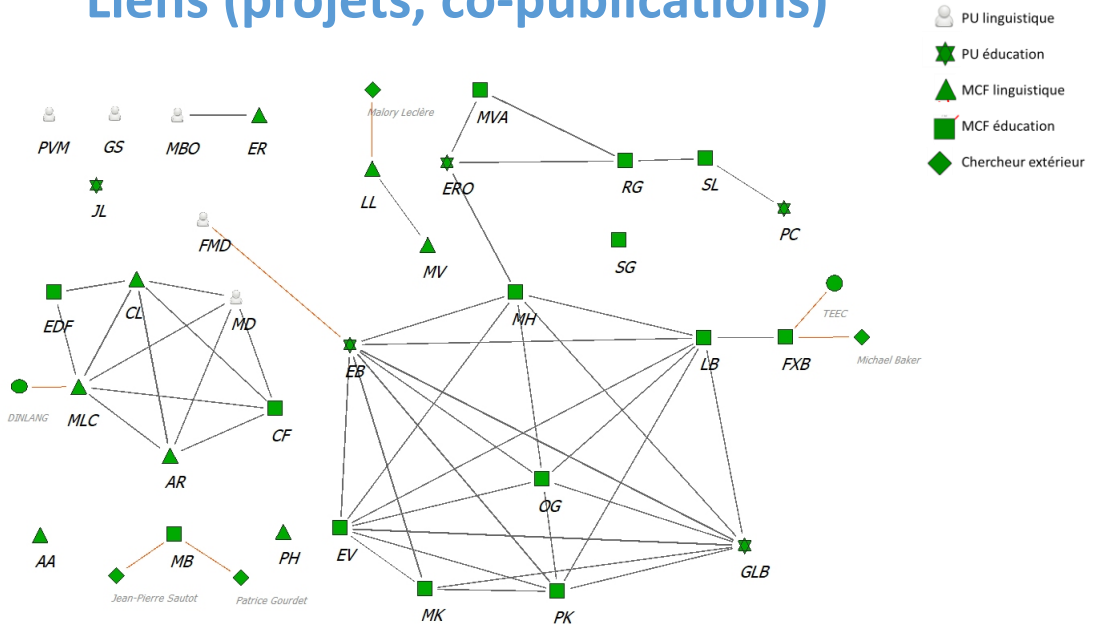 Liens (projets, co-publications)
PU linguistique
PU éducation
MCF linguistique
MCF éducation
Chercheur extérieur
Malory Leclère
MVA
PVM
GS
MBO
ER
ERO
RG
SL
JL
LL
PC
FMD
MV
SG
EDF
CL
MD
MH
TEEC
EB
LB
FXB
Michael Baker
DINLANG
MLC
CF
AR
OG
AA
MB
PH
EV
GLB
Jean-Pierre Sautot
Patrice Gourdet
MK
PK